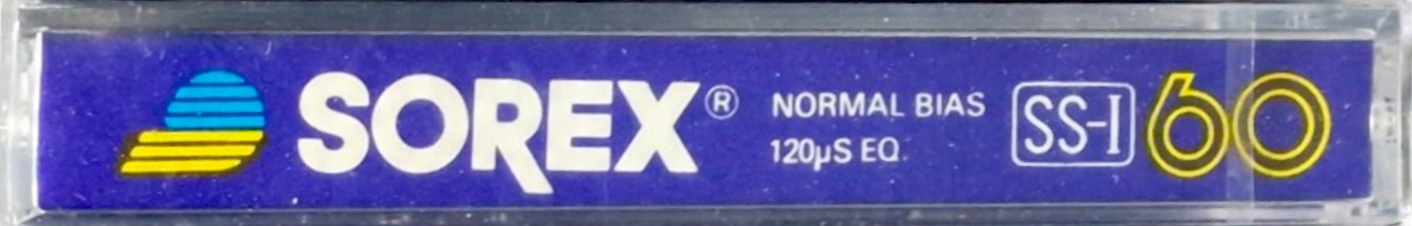 SOREX®
NORMAL BIAS
120µS EQ.
SS-I 60